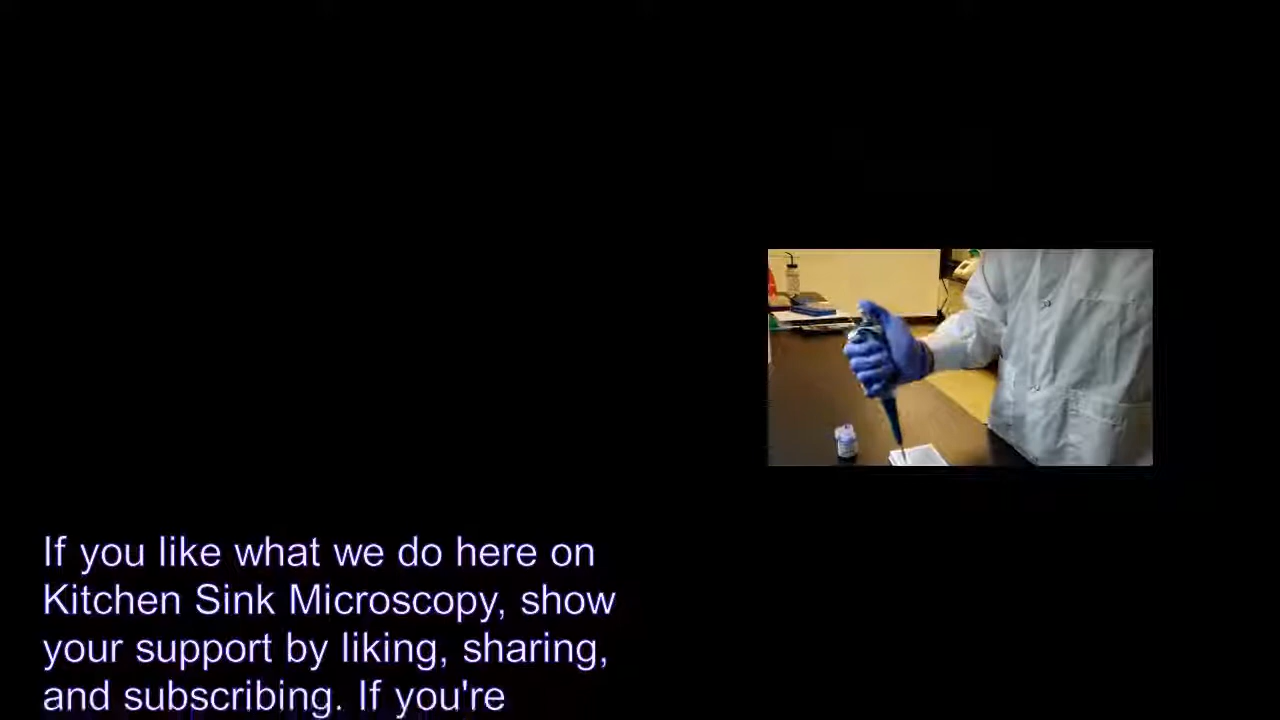 If you like what we do here on
Kitchen Sink Microscopy, show
your support by liking, sharing,
and subscribing. If you're